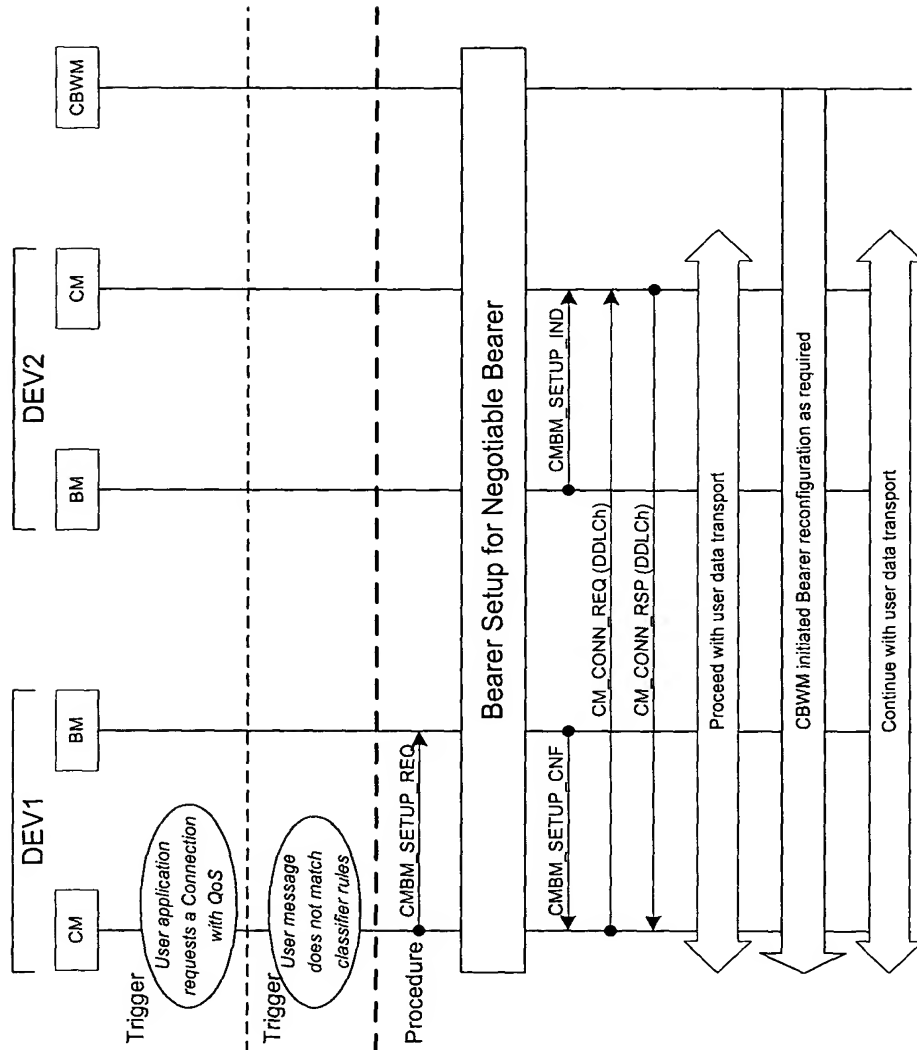 DEV1
DEV2
CM
BM
BM
CM
CBWM
Trigger
User application
requests a Connection
with QoS
Trigger
User message
does not match
classifier rules
Procedure
CMBM_SETUP_REQ
Bearer Setup for Negotiable Bearer
CMBM_SETUP_CNF
CMBM_SETUP_IND
CM_CONN_REQ (DDLCh)
CM_CONN_RSP (DDLCh)
Proceed with user data transport
CBWM initiated Bearer reconfiguration as required
Continue with user data transport